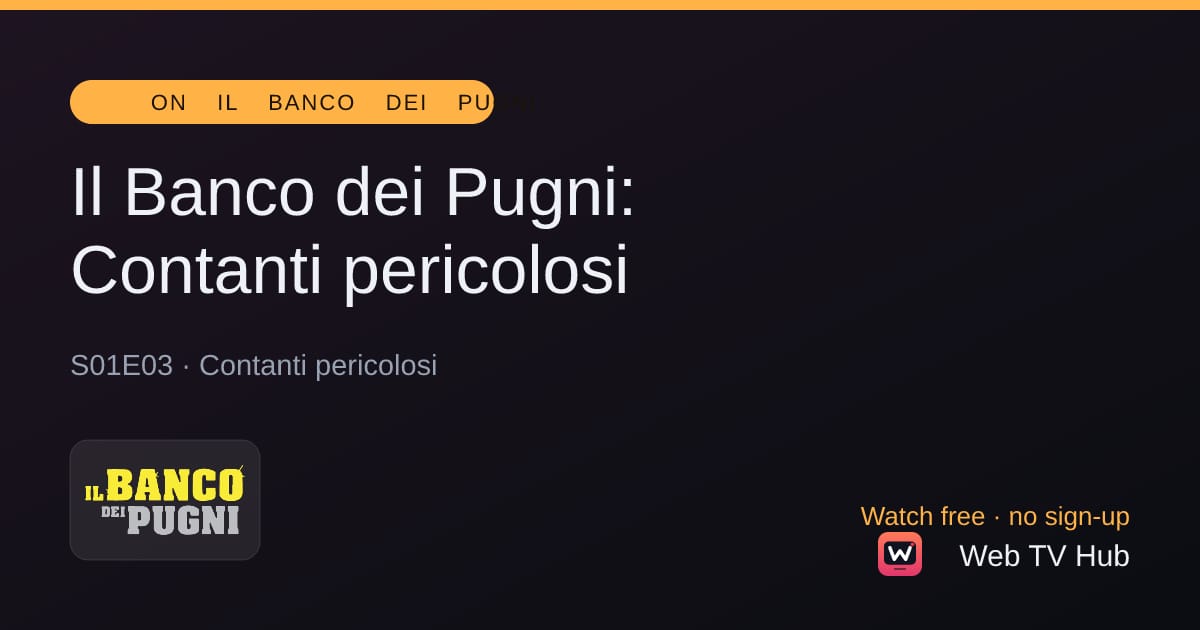 ON IL BANCO DEI PUGNI
Il Banco dei Pugni:
Contanti pericolosi
S01E03 · Contanti pericolosi
IL BANCO
DEI PUGNI
Watch free · no sign-up
W
Web TV Hub